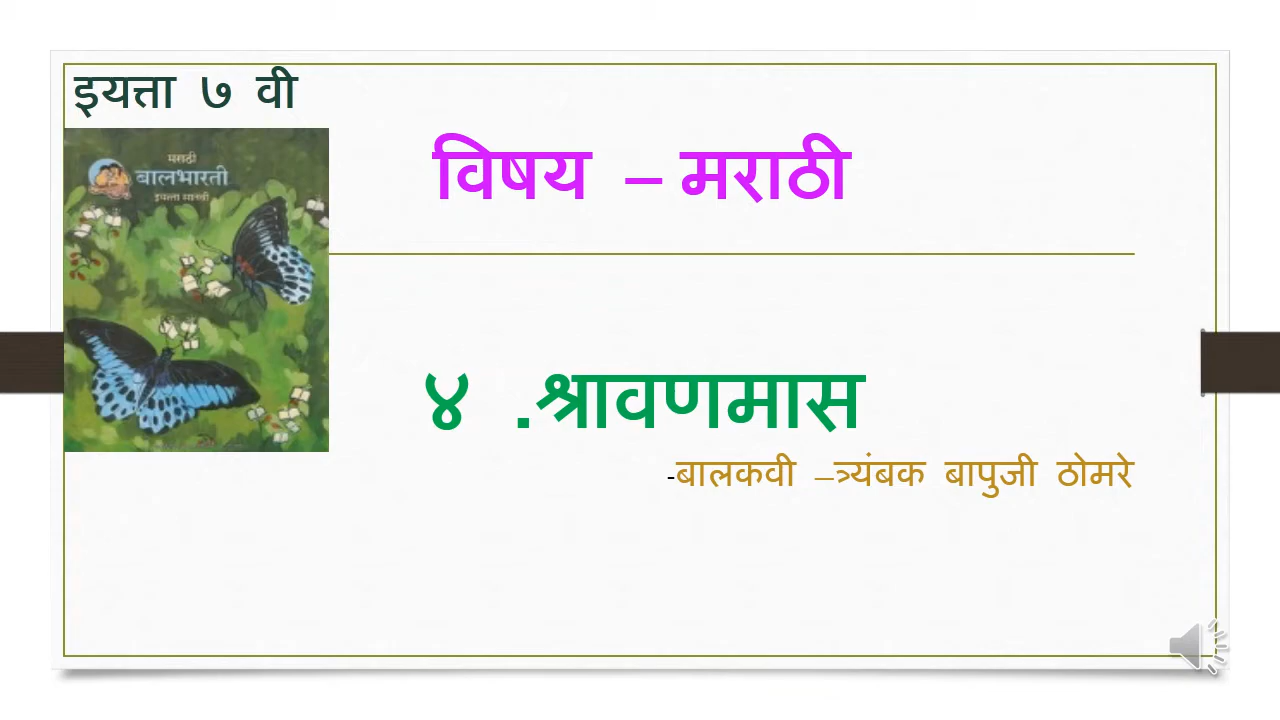 इयत्ता ७ वी
मराठी
बालभारती
इयत्ता सातवी
विषय – मराठी
४ .श्रावणमास
-बालकवी –त्र्यंबक बापुजी ठोमरे